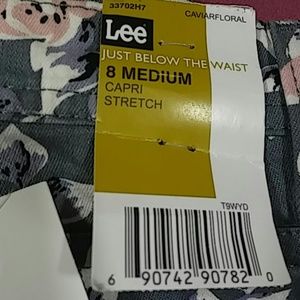 33702H7 CAVIARFLORAL
Lee
JUST BELOW THE WAIST
8 MEDIUM
CAPRI
STRETCH
T9WYD
6 90742 90782 0